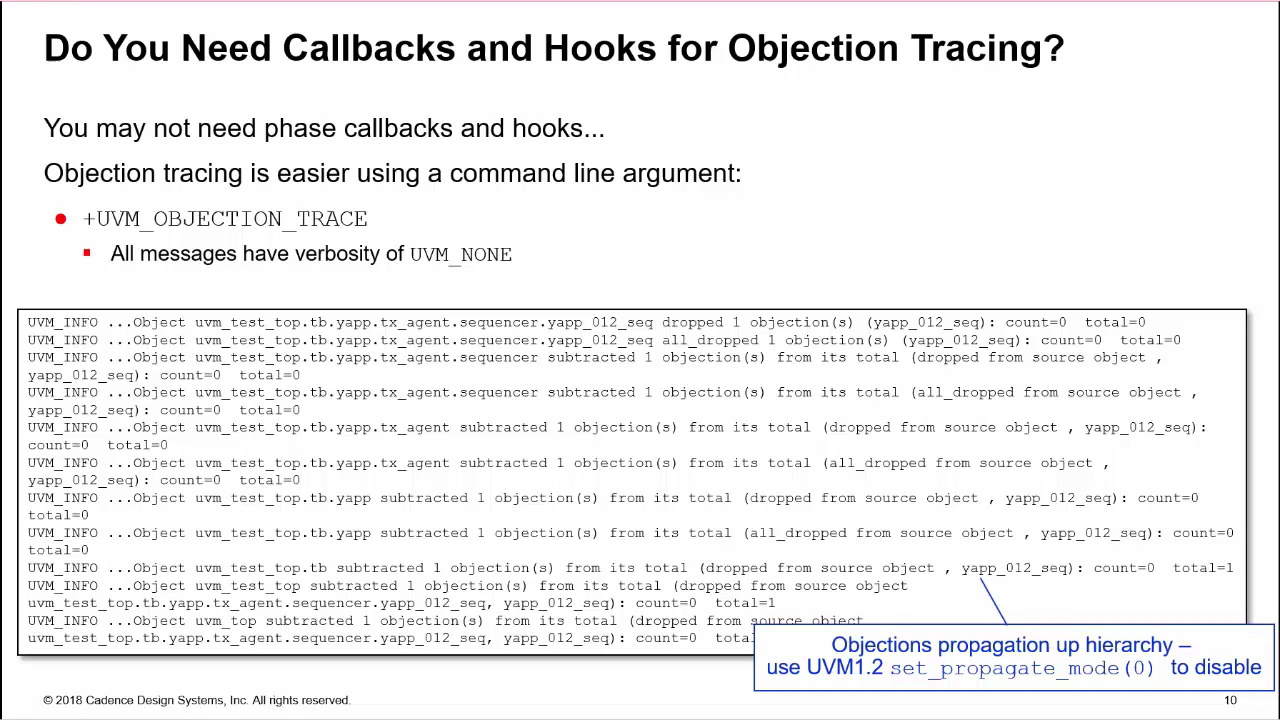 Do You Need Callbacks and Hooks for Objection Tracing?
You may not need phase callbacks and hooks...
Objection tracing is easier using a command line argument:
● +UVM_OBJECTION_TRACE
▪ All messages have verbosity of UVM_NONE
UVM_INFO ...Object uvm_test_top.tb.yapp.tx_agent.sequencer.yapp_012_seq dropped 1 objection(s) (yapp_012_seq): count=0  total=0
UVM_INFO ...Object uvm_test_top.tb.yapp.tx_agent.sequencer.yapp_012_seq all_dropped 1 objection(s) (yapp_012_seq): count=0  total=0
UVM_INFO ...Object uvm_test_top.tb.yapp.tx_agent.sequencer subtracted 1 objection(s) from its total (dropped from source object ,
yapp_012_seq): count=0  total=0
UVM_INFO ...Object uvm_test_top.tb.yapp.tx_agent.sequencer subtracted 1 objection(s) from its total (all_dropped from source object ,
yapp_012_seq): count=0  total=0
UVM_INFO ...Object uvm_test_top.tb.yapp.tx_agent subtracted 1 objection(s) from its total (dropped from source object , yapp_012_seq):
count=0  total=0
UVM_INFO ...Object uvm_test_top.tb.yapp.tx_agent subtracted 1 objection(s) from its total (all_dropped from source object ,
yapp_012_seq): count=0  total=0
UVM_INFO ...Object uvm_test_top.tb.yapp subtracted 1 objection(s) from its total (dropped from source object , yapp_012_seq): count=0
total=0
UVM_INFO ...Object uvm_test_top.tb.yapp subtracted 1 objection(s) from its total (all_dropped from source object , yapp_012_seq): count=0
total=0
UVM_INFO ...Object uvm_test_top.tb subtracted 1 objection(s) from its total (dropped from source object , yapp_012_seq): count=0  total=1
UVM_INFO ...Object uvm_test_top subtracted 1 objection(s) from its total (dropped from source object
uvm_test_top.tb.yapp.tx_agent.sequencer.yapp_012_seq, yapp_012_seq): count=0  total=1
UVM_INFO ...Object uvm_top subtracted 1 objection(s) from its total (dropped from source object
uvm_test_top.tb.yapp.tx_agent.sequencer.yapp_012_seq, yapp_012_seq): count=0
Objections propagation up hierarchy –
use UVM1.2 set_propagate_mode(0) to disable
© 2018 Cadence Design Systems, Inc. All rights reserved.
10